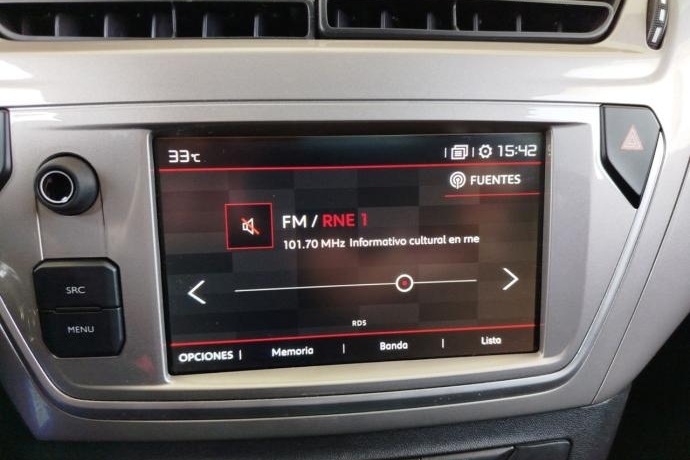 33°C 15:42
FUENTES
FM / RNE 1
101.70 MHz Informativo cultural en me
SRC
MENU
RDS
OPCIONES | Memoria | Banda | Lista